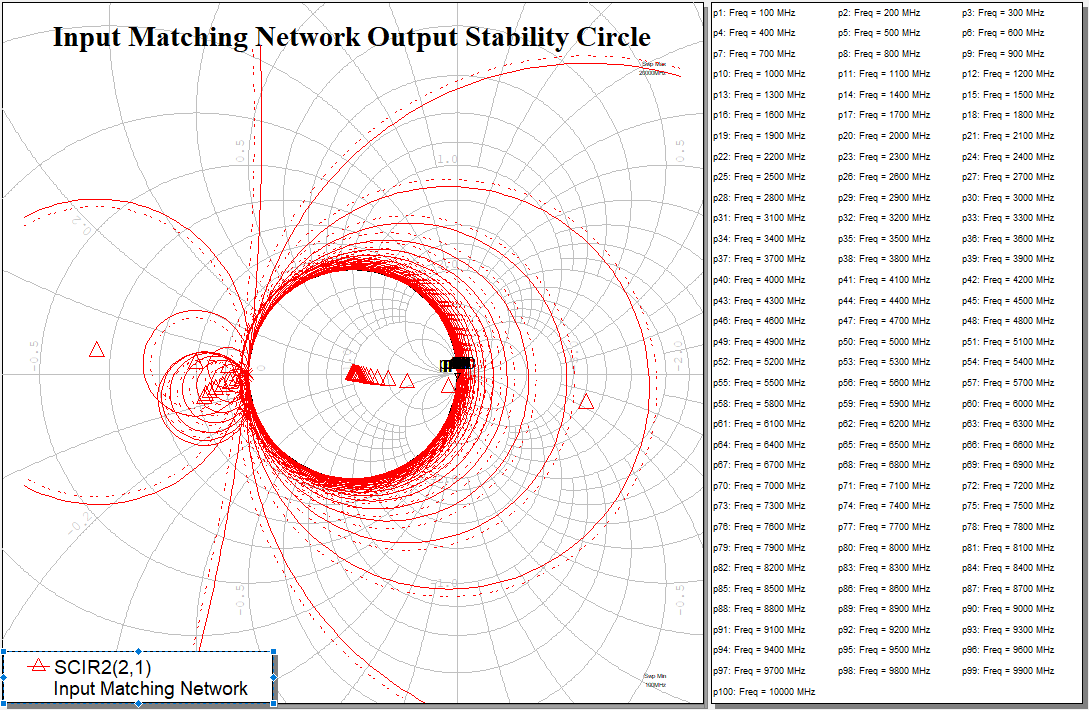 Input Matching Network Output Stability Circle
Swp Max
20000MHz
0.5
0.5
1.0
2.0
-0.5
-2.0
-0.2
-1.0
-0.5
-0.5
Swp Min
100MHz
SCIR2(2,1)
Input Matching Network
p1: Freq = 100 MHz p2: Freq = 200 MHz p3: Freq = 300 MHz
p4: Freq = 400 MHz p5: Freq = 500 MHz p6: Freq = 600 MHz
p7: Freq = 700 MHz p8: Freq = 800 MHz p9: Freq = 900 MHz
p10: Freq = 1000 MHz p11: Freq = 1100 MHz p12: Freq = 1200 MHz
p13: Freq = 1300 MHz p14: Freq = 1400 MHz p15: Freq = 1500 MHz
p16: Freq = 1600 MHz p17: Freq = 1700 MHz p18: Freq = 1800 MHz
p19: Freq = 1900 MHz p20: Freq = 2000 MHz p21: Freq = 2100 MHz
p22: Freq = 2200 MHz p23: Freq = 2300 MHz p24: Freq = 2400 MHz
p25: Freq = 2500 MHz p26: Freq = 2600 MHz p27: Freq = 2700 MHz
p28: Freq = 2800 MHz p29: Freq = 2900 MHz p30: Freq = 3000 MHz
p31: Freq = 3100 MHz p32: Freq = 3200 MHz p33: Freq = 3300 MHz
p34: Freq = 3400 MHz p35: Freq = 3500 MHz p36: Freq = 3600 MHz
p37: Freq = 3700 MHz p38: Freq = 3800 MHz p39: Freq = 3900 MHz
p40: Freq = 4000 MHz p41: Freq = 4100 MHz p42: Freq = 4200 MHz
p43: Freq = 4300 MHz p44: Freq = 4400 MHz p45: Freq = 4500 MHz
p46: Freq = 4600 MHz p47: Freq = 4700 MHz p48: Freq = 4800 MHz
p49: Freq = 4900 MHz p50: Freq = 5000 MHz p51: Freq = 5100 MHz
p52: Freq = 5200 MHz p53: Freq = 5300 MHz p54: Freq = 5400 MHz
p55: Freq = 5500 MHz p56: Freq = 5600 MHz p57: Freq = 5700 MHz
p58: Freq = 5800 MHz p59: Freq = 5900 MHz p60: Freq = 6000 MHz
p61: Freq = 6100 MHz p62: Freq = 6200 MHz p63: Freq = 6300 MHz
p64: Freq = 6400 MHz p65: Freq = 6500 MHz p66: Freq = 6600 MHz
p67: Freq = 6700 MHz p68: Freq = 6800 MHz p69: Freq = 6900 MHz
p70: Freq = 7000 MHz p71: Freq = 7100 MHz p72: Freq = 7200 MHz
p73: Freq = 7300 MHz p74: Freq = 7400 MHz p75: Freq = 7500 MHz
p76: Freq = 7600 MHz p77: Freq = 7700 MHz p78: Freq = 7800 MHz
p79: Freq = 7900 MHz p80: Freq = 8000 MHz p81: Freq = 8100 MHz
p82: Freq = 8200 MHz p83: Freq = 8300 MHz p84: Freq = 8400 MHz
p85: Freq = 8500 MHz p86: Freq = 8600 MHz p87: Freq = 8700 MHz
p88: Freq = 8800 MHz p89: Freq = 8900 MHz p90: Freq = 9000 MHz
p91: Freq = 9100 MHz p92: Freq = 9200 MHz p93: Freq = 9300 MHz
p94: Freq = 9400 MHz p95: Freq = 9500 MHz p96: Freq = 9600 MHz
p97: Freq = 9700 MHz p98: Freq = 9800 MHz p99: Freq = 9900 MHz
p100: Freq = 10000 MHz